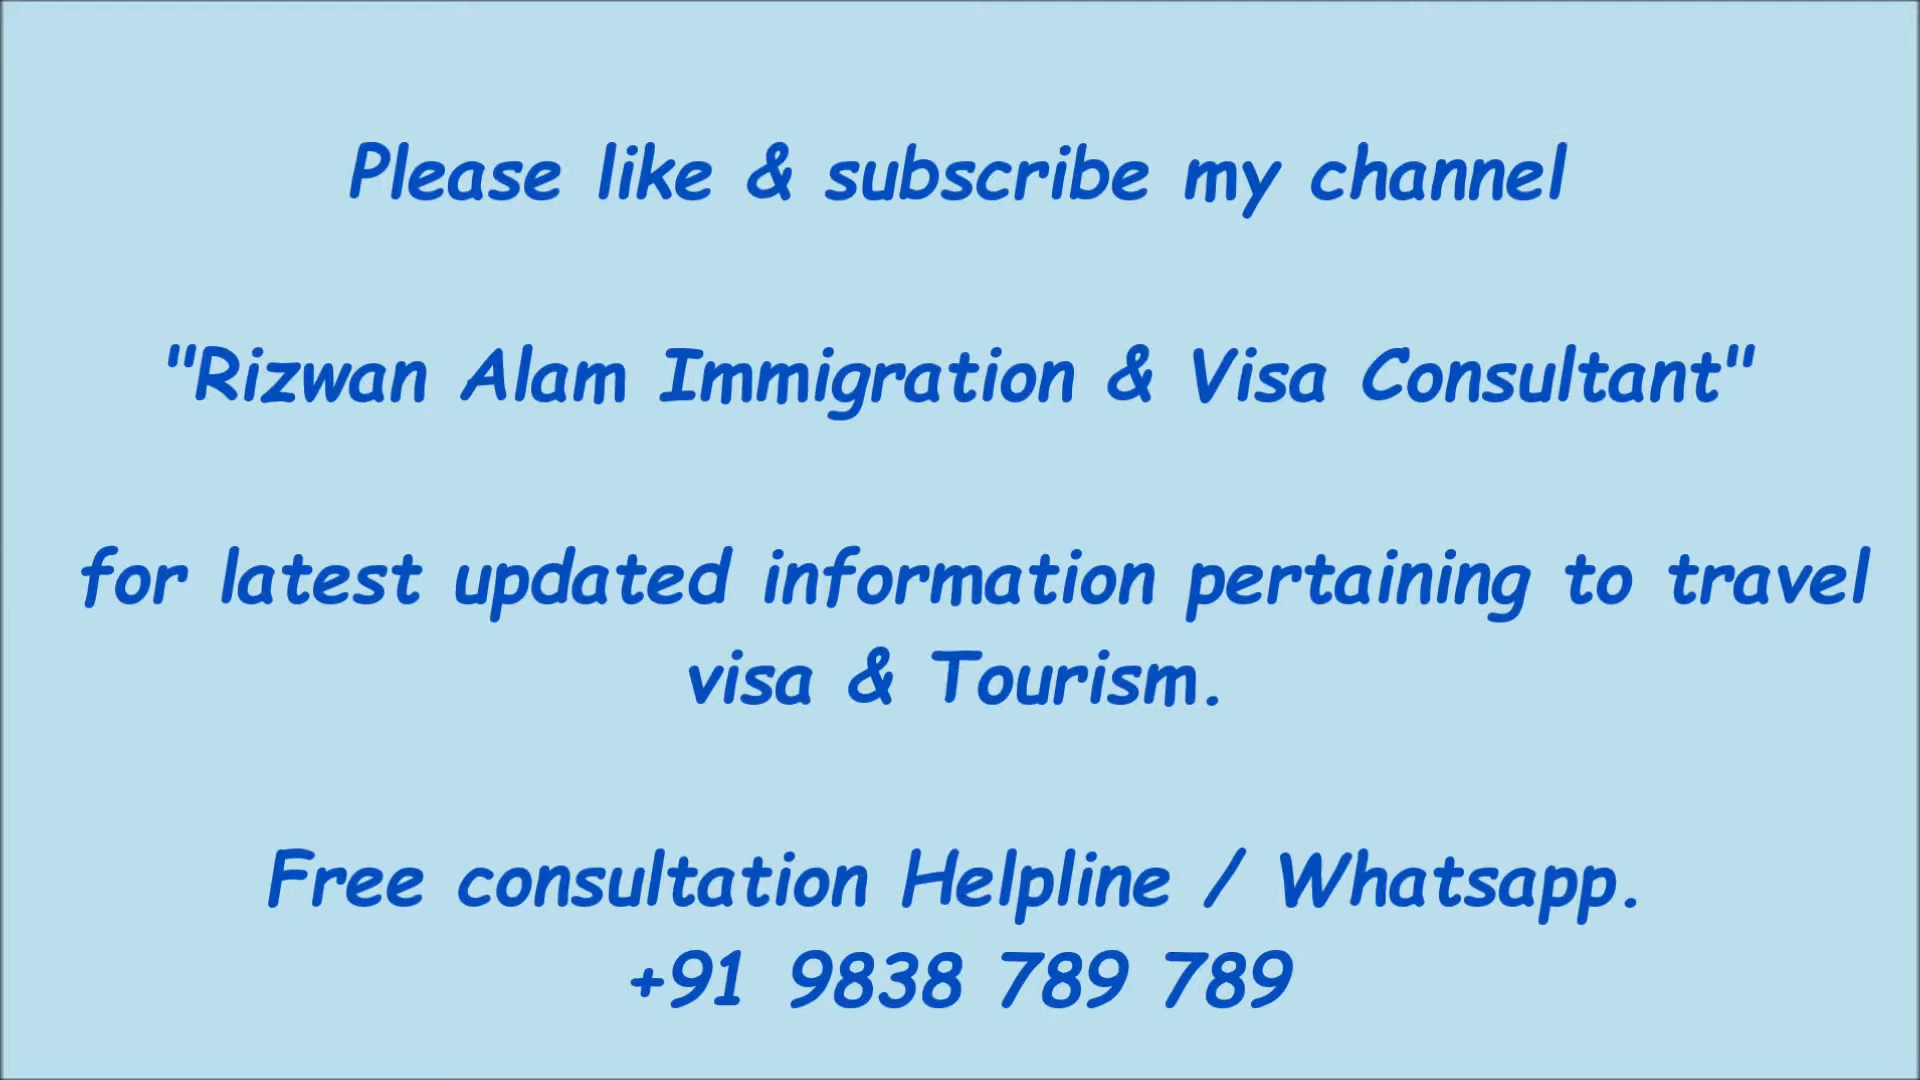 Please like & subscribe my channel
"Rizwan Alam Immigration & Visa Consultant"
for latest updated information pertaining to travel
visa & Tourism.
Free consultation Helpline / Whatsapp.
+91 9838 789 789